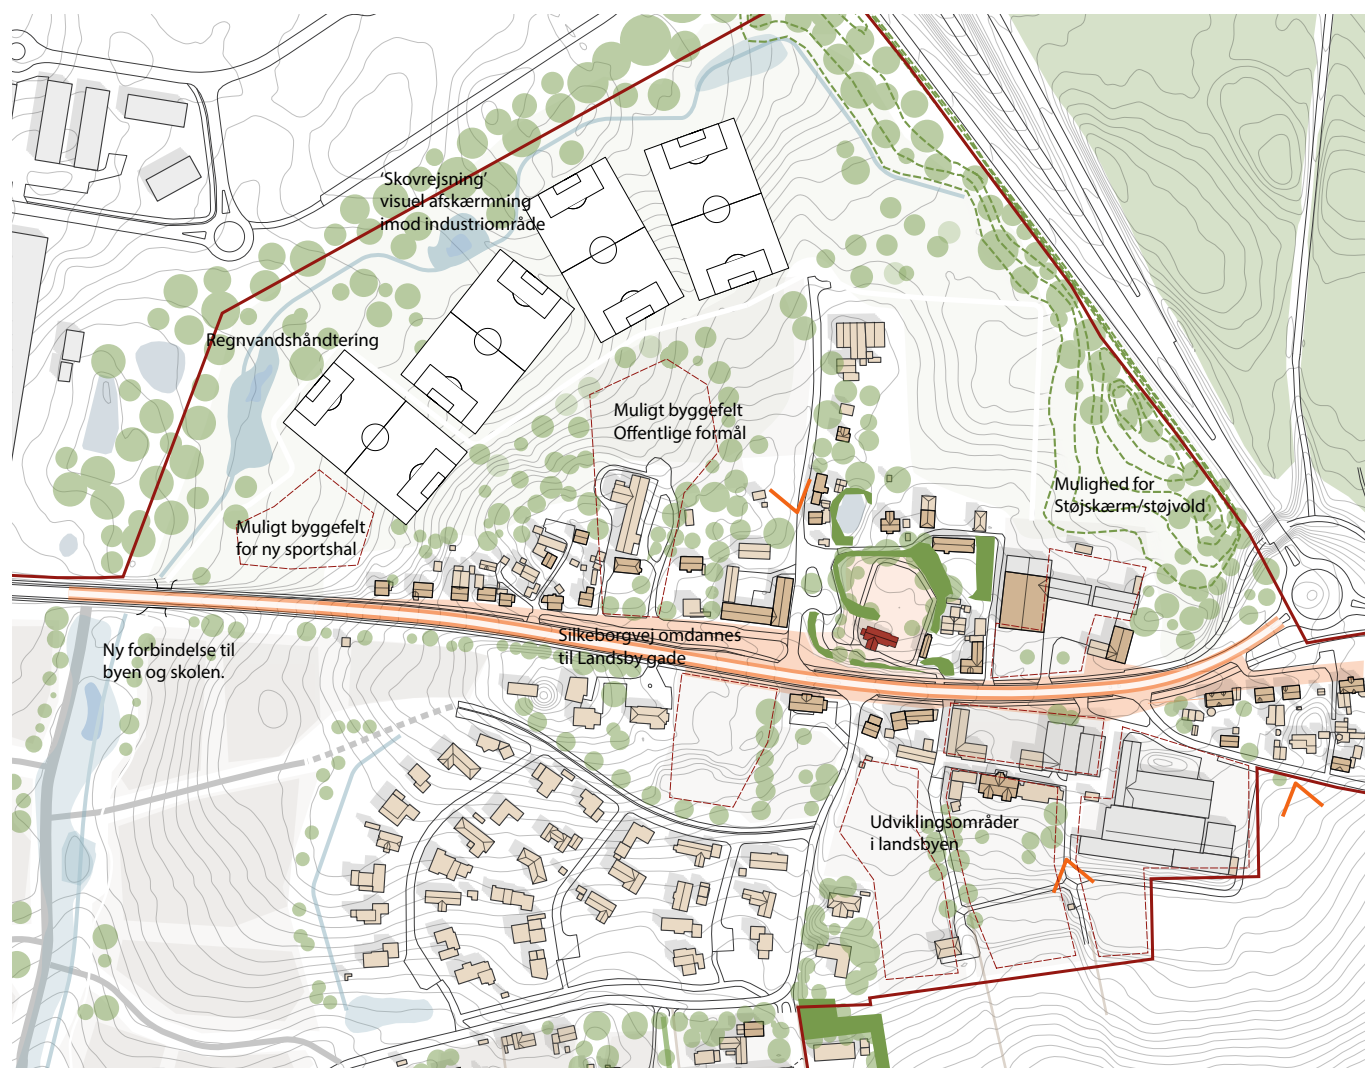 ‘Skovrejsning’
visuel afskærmning
imod industriområde
Regnvandshåndtering
Muligt byggefelt
Offentlige formål
Mulighed for
Støjskærm/støjvold
Muligt byggefelt
for ny sportshal
Silkeborgvej omdannes
til Landsby gade
Ny forbindelse til
byen og skolen.
Udviklingsområder
i landsbyen